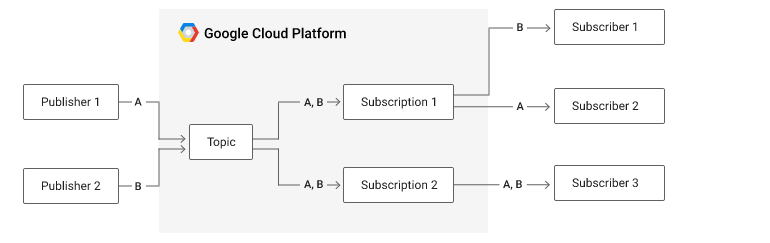 Google Cloud Platform
B
Subscriber 1
Publisher 1
A
A, B
Subscription 1
A
Subscriber 2
Topic
Publisher 2
B
A, B
Subscription 2
A, B
Subscriber 3